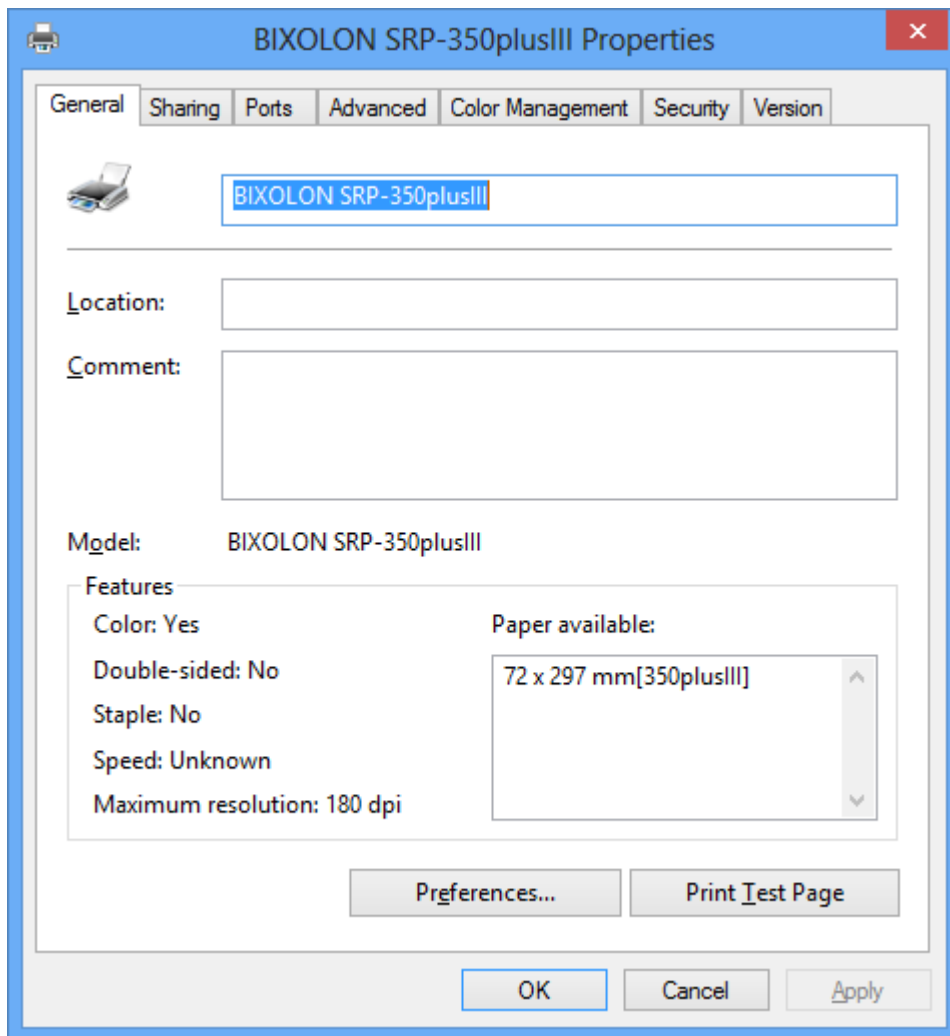 BIXOLON SRP-350plusIII Properties
General Sharing Ports Advanced Color Management Security Version
BIXOLON SRP-350plusIII
Location:
Comment:
Model: BIXOLON SRP-350plusIII
Features
Color: Yes Paper available:
Double-sided: No 72 x 297 mm[350plusIII]
Staple: No
Speed: Unknown
Maximum resolution: 180 dpi
Preferences... Print Test Page
OK Cancel Apply